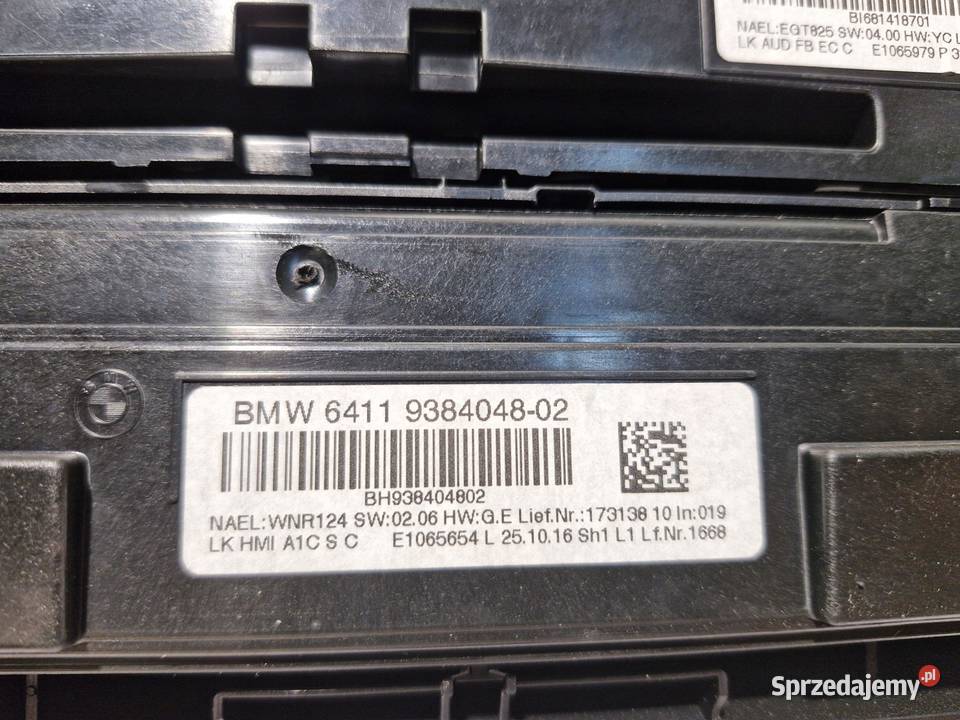 BI681418701
NAEL:EGT825 SW:04.00 HW:YC L
LK AUD FB EC C E1065979 P 3
BMW
BMW 6411 9384048-02
BH938404802
NAEL:WNR124 SW:02.06 HW:G.E Lief.Nr.:173138 10 In:019
LK HMI A1C S C E1065654 L 25.10.16 Sh1 L1 Lf.Nr.1668
Sprzedajemy.pl